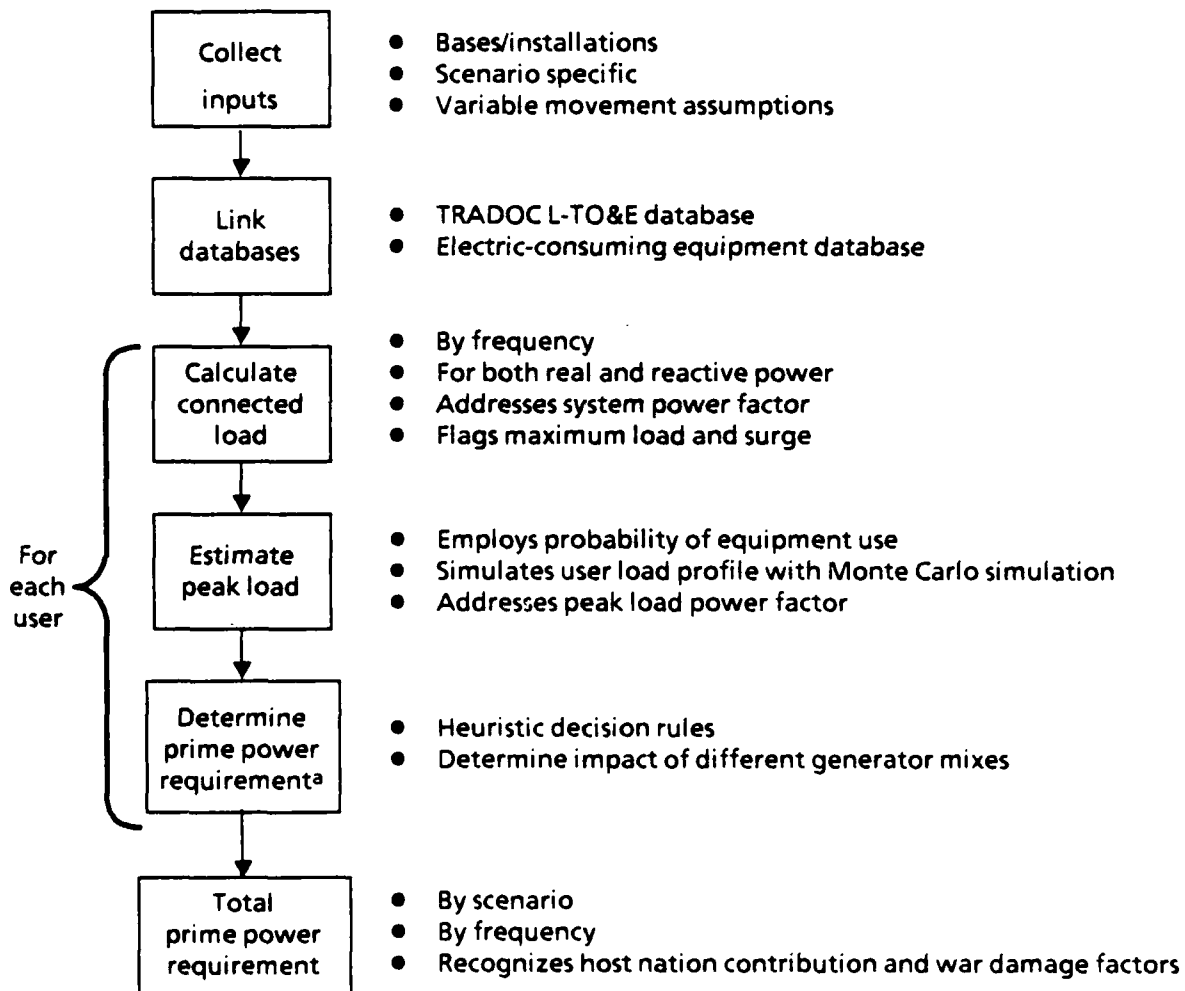 Collect
inputs
● Bases/installations
● Scenario specific
● Variable movement assumptions
Link
databases
● TRADOC L-TO&E database
● Electric-consuming equipment database
For
each
user
Calculate
connected
load
● By frequency
● For both real and reactive power
● Addresses system power factor
● Flags maximum load and surge
Estimate
peak load
● Employs probability of equipment use
● Simulates user load profile with Monte Carlo simulation
● Addresses peak load power factor
Determine
prime power
requirementa
● Heuristic decision rules
● Determine impact of different generator mixes
Total
prime power
requirement
● By scenario
● By frequency
● Recognizes host nation contribution and war damage factors